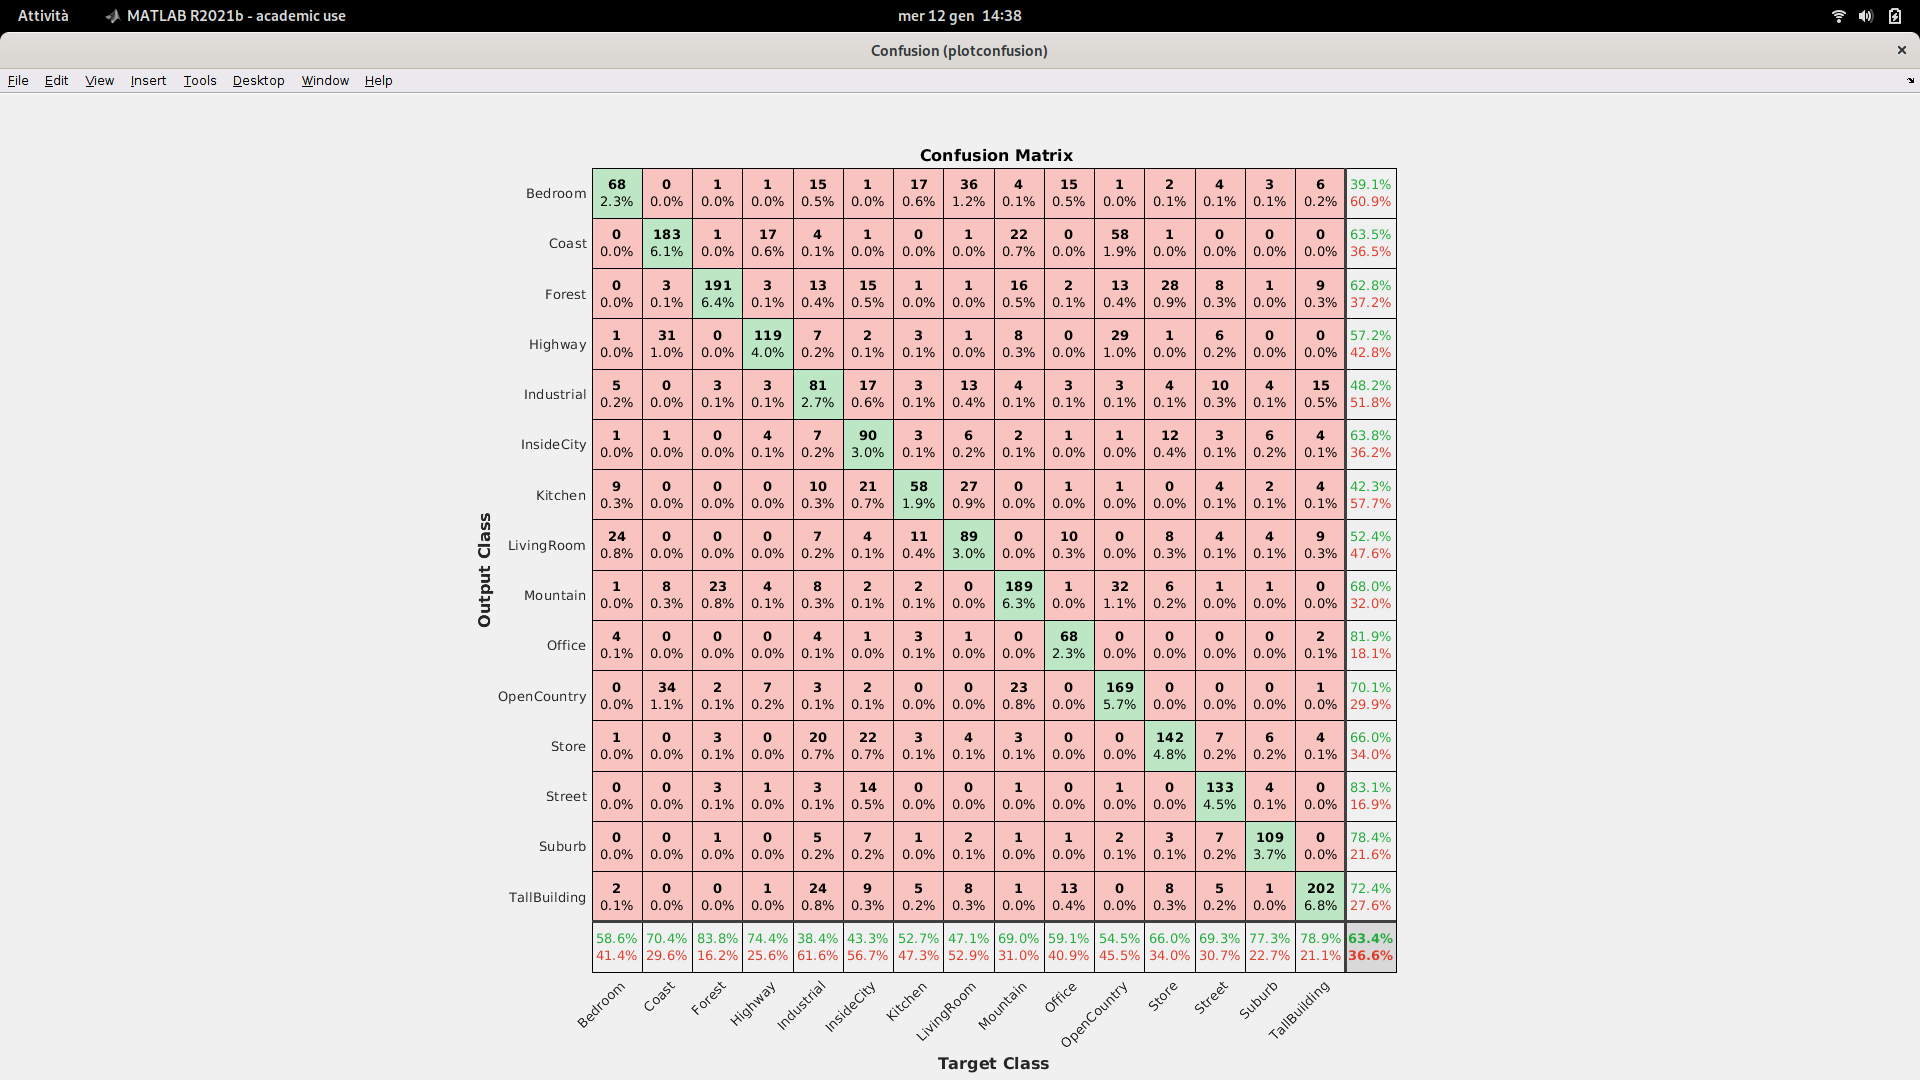 Attività MATLAB R2021b - academic use mer 12 gen 14:38
Confusion (plotconfusion)
File Edit View Insert Tools Desktop Window Help
Confusion Matrix
Bedroom 68 0 1 1 15 1 17 36 4 15 1 2 4 3 6 39.1%
2.3% 0.0% 0.0% 0.0% 0.5% 0.0% 0.6% 1.2% 0.1% 0.5% 0.0% 0.1% 0.1% 0.1% 0.2% 60.9%
Coast 0 183 1 17 4 1 0 1 22 0 58 1 0 0 0 63.5%
0.0% 6.1% 0.0% 0.6% 0.1% 0.0% 0.0% 0.0% 0.7% 0.0% 1.9% 0.0% 0.0% 0.0% 0.0% 36.5%
Forest 0 3 191 3 13 15 1 1 16 2 13 28 8 1 9 62.8%
0.0% 0.1% 6.4% 0.1% 0.4% 0.5% 0.0% 0.0% 0.5% 0.1% 0.4% 0.9% 0.3% 0.0% 0.3% 37.2%
Highway 1 31 0 119 7 2 3 1 8 0 29 1 6 0 0 57.2%
0.0% 1.0% 0.0% 4.0% 0.2% 0.1% 0.1% 0.0% 0.3% 0.0% 1.0% 0.0% 0.2% 0.0% 0.0% 42.8%
Industrial 5 0 3 3 81 17 3 13 4 3 3 4 10 4 15 48.2%
0.2% 0.0% 0.1% 0.1% 2.7% 0.6% 0.1% 0.4% 0.1% 0.1% 0.1% 0.1% 0.3% 0.1% 0.5% 51.8%
InsideCity 1 1 0 4 7 90 3 6 2 1 1 12 3 6 4 63.8%
0.0% 0.0% 0.0% 0.1% 0.2% 3.0% 0.1% 0.2% 0.1% 0.0% 0.0% 0.4% 0.1% 0.2% 0.1% 36.2%
Kitchen 9 0 0 0 10 21 58 27 0 1 1 0 4 2 4 42.3%
0.3% 0.0% 0.0% 0.0% 0.3% 0.7% 1.9% 0.9% 0.0% 0.0% 0.0% 0.0% 0.1% 0.1% 0.1% 57.7%
LivingRoom 24 0 0 0 7 4 11 89 0 10 0 8 4 4 9 52.4%
0.8% 0.0% 0.0% 0.0% 0.2% 0.1% 0.4% 3.0% 0.0% 0.3% 0.0% 0.3% 0.1% 0.1% 0.3% 47.6%
Mountain 1 8 23 4 8 2 2 0 189 1 32 6 1 1 0 68.0%
0.0% 0.3% 0.8% 0.1% 0.3% 0.1% 0.1% 0.0% 6.3% 0.0% 1.1% 0.2% 0.0% 0.0% 0.0% 32.0%
Office 4 0 0 0 4 1 3 1 0 68 0 0 0 0 2 81.9%
0.1% 0.0% 0.0% 0.0% 0.1% 0.0% 0.1% 0.0% 0.0% 2.3% 0.0% 0.0% 0.0% 0.0% 0.1% 18.1%
OpenCountry 0 34 2 7 3 2 0 0 23 0 169 0 0 0 1 70.1%
0.0% 1.1% 0.1% 0.2% 0.1% 0.1% 0.0% 0.0% 0.8% 0.0% 5.7% 0.0% 0.0% 0.0% 0.0% 29.9%
Store 1 0 3 0 20 22 3 4 3 0 0 142 7 6 4 66.0%
0.0% 0.0% 0.1% 0.0% 0.7% 0.7% 0.1% 0.1% 0.1% 0.0% 0.0% 4.8% 0.2% 0.2% 0.1% 34.0%
Street 0 0 3 1 3 14 0 0 1 0 1 0 133 4 0 83.1%
0.0% 0.0% 0.1% 0.0% 0.1% 0.5% 0.0% 0.0% 0.0% 0.0% 0.0% 0.0% 4.5% 0.1% 0.0% 16.9%
Suburb 0 0 1 0 5 7 1 2 1 1 2 3 7 109 0 78.4%
0.0% 0.0% 0.0% 0.0% 0.2% 0.2% 0.0% 0.1% 0.0% 0.0% 0.1% 0.1% 0.2% 3.7% 0.0% 21.6%
TallBuilding 2 0 0 1 24 9 5 8 1 13 0 8 5 1 202 72.4%
0.1% 0.0% 0.0% 0.0% 0.8% 0.3% 0.2% 0.3% 0.0% 0.4% 0.0% 0.3% 0.2% 0.0% 6.8% 27.6%
58.6% 70.4% 83.8% 74.4% 38.4% 43.3% 52.7% 47.1% 69.0% 59.1% 54.5% 66.0% 69.3% 77.3% 78.9% 63.4%
41.4% 29.6% 16.2% 25.6% 61.6% 56.7% 47.3% 52.9% 31.0% 40.9% 45.5% 34.0% 30.7% 22.7% 21.1% 36.6%
Output Class
Bedroom Coast Forest Highway Industrial InsideCity Kitchen LivingRoom Mountain Office OpenCountry Store Street Suburb TallBuilding
Target Class